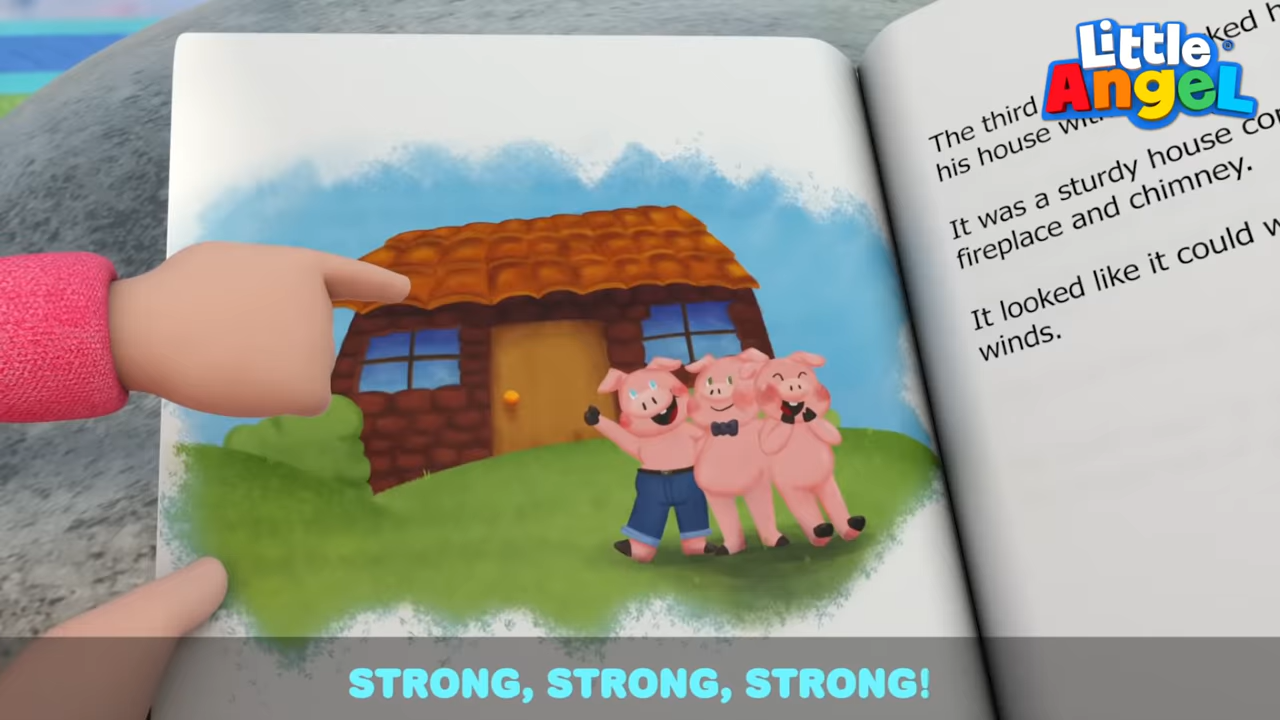 Little
Angel
ked
The third
his house
It was a sturdy house
fireplace and chimney.
It looked like it could
winds.
STRONG, STRONG, STRONG!